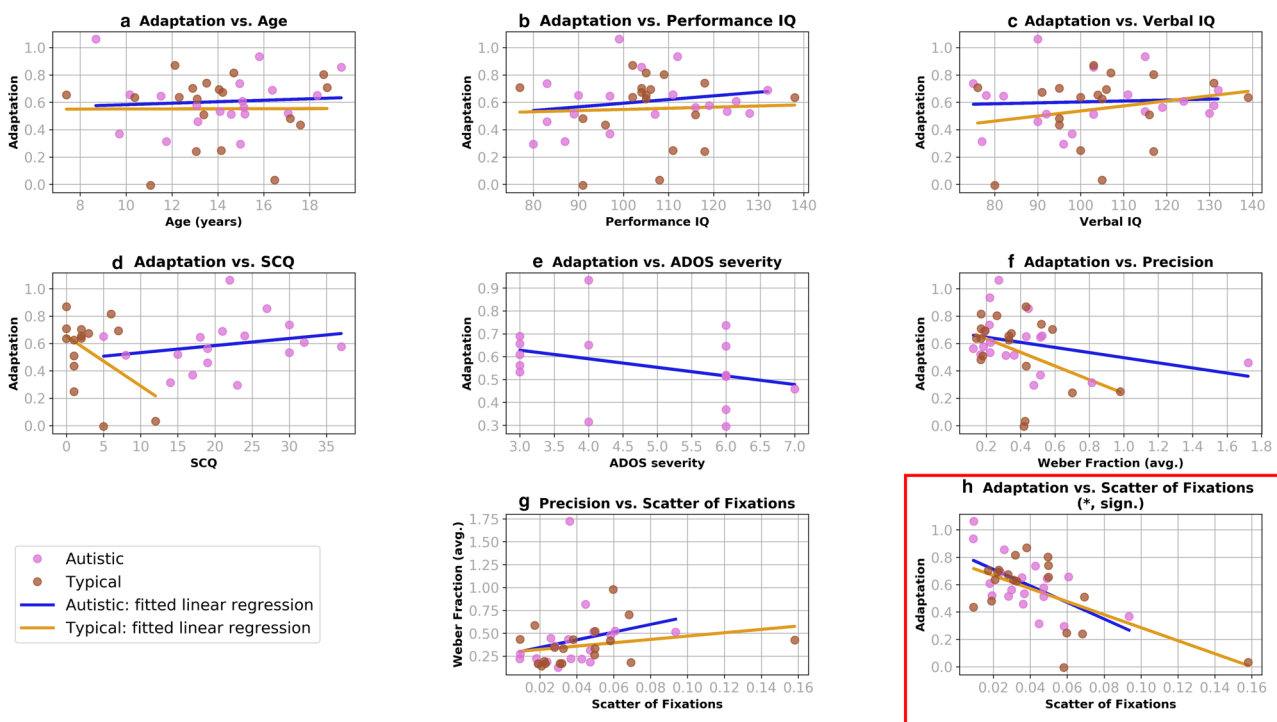 a Adaptation vs. Age
1.0
0.8
0.6
0.4
0.2
0.0
Adaptation
8 10 12 14 16 18
Age (years)
b Adaptation vs. Performance IQ
1.0
0.8
0.6
0.4
0.2
0.0
Adaptation
80 90 100 110 120 130 140
Performance IQ
c Adaptation vs. Verbal IQ
1.0
0.8
0.6
0.4
0.2
0.0
Adaptation
80 90 100 110 120 130 140
Verbal IQ
d Adaptation vs. SCQ
1.0
0.8
0.6
0.4
0.2
0.0
Adaptation
0 5 10 15 20 25 30 35
SCQ
e Adaptation vs. ADOS severity
0.9
0.8
0.7
0.6
0.5
0.4
0.3
Adaptation
3.0 3.5 4.0 4.5 5.0 5.5 6.0 6.5 7.0
ADOS severity
f Adaptation vs. Precision
1.0
0.8
0.6
0.4
0.2
0.0
Adaptation
0.2 0.4 0.6 0.8 1.0 1.2 1.4 1.6 1.8
Weber Fraction (avg.)
Autistic
Typical
Autistic: fitted linear regression
Typical: fitted linear regression
g Precision vs. Scatter of Fixations
1.75
1.50
1.25
1.00
0.75
0.50
0.25
Weber Fraction (avg.)
0.02 0.04 0.06 0.08 0.10 0.12 0.14 0.16
Scatter of Fixations
h Adaptation vs. Scatter of Fixations
(*, sign.)
1.0
0.8
0.6
0.4
0.2
0.0
Adaptation
0.02 0.04 0.06 0.08 0.10 0.12 0.14 0.16
Scatter of Fixations